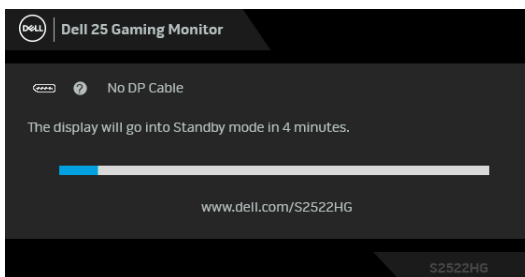 DELL Dell 25 Gaming Monitor
? No DP Cable
The display will go into Standby mode in 4 minutes.
www.dell.com/S2522HG
S2522HG